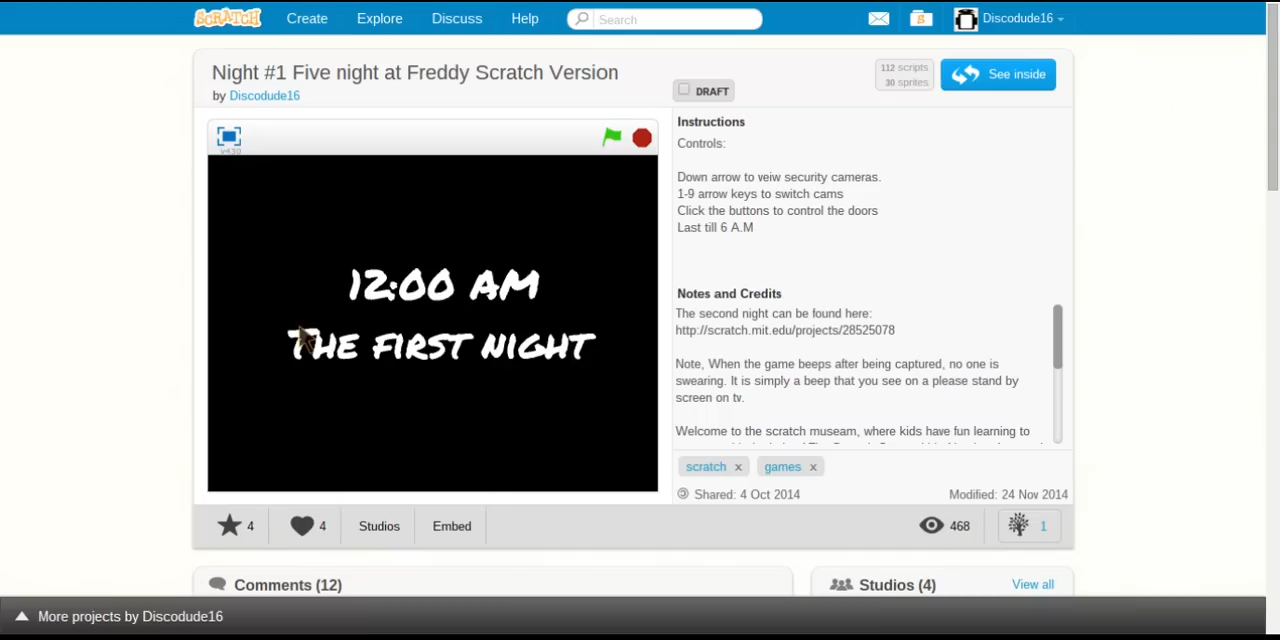 SCRATCH Create Explore Discuss Help Search Discodude16
Night #1 Five night at Freddy Scratch Version
by Discodude16
DRAFT
112 scripts
30 sprites
See inside
v430
12:00 AM
The first night
Instructions
Controls:
Down arrow to veiw security cameras.
1-9 arrow keys to switch cams
Click the buttons to control the doors
Last till 6 A.M
Notes and Credits
The second night can be found here:
http://scratch.mit.edu/projects/28525078
Note, When the game beeps after being captured, no one is
swearing. It is simply a beep that you see on a please stand by
screen on tv.
Welcome to the scratch museam, where kids have fun learning to
scratch x games x
Shared: 4 Oct 2014 Modified: 24 Nov 2014
4 4 Studios Embed 468 1
Comments (12)
Studios (4) View all
More projects by Discodude16